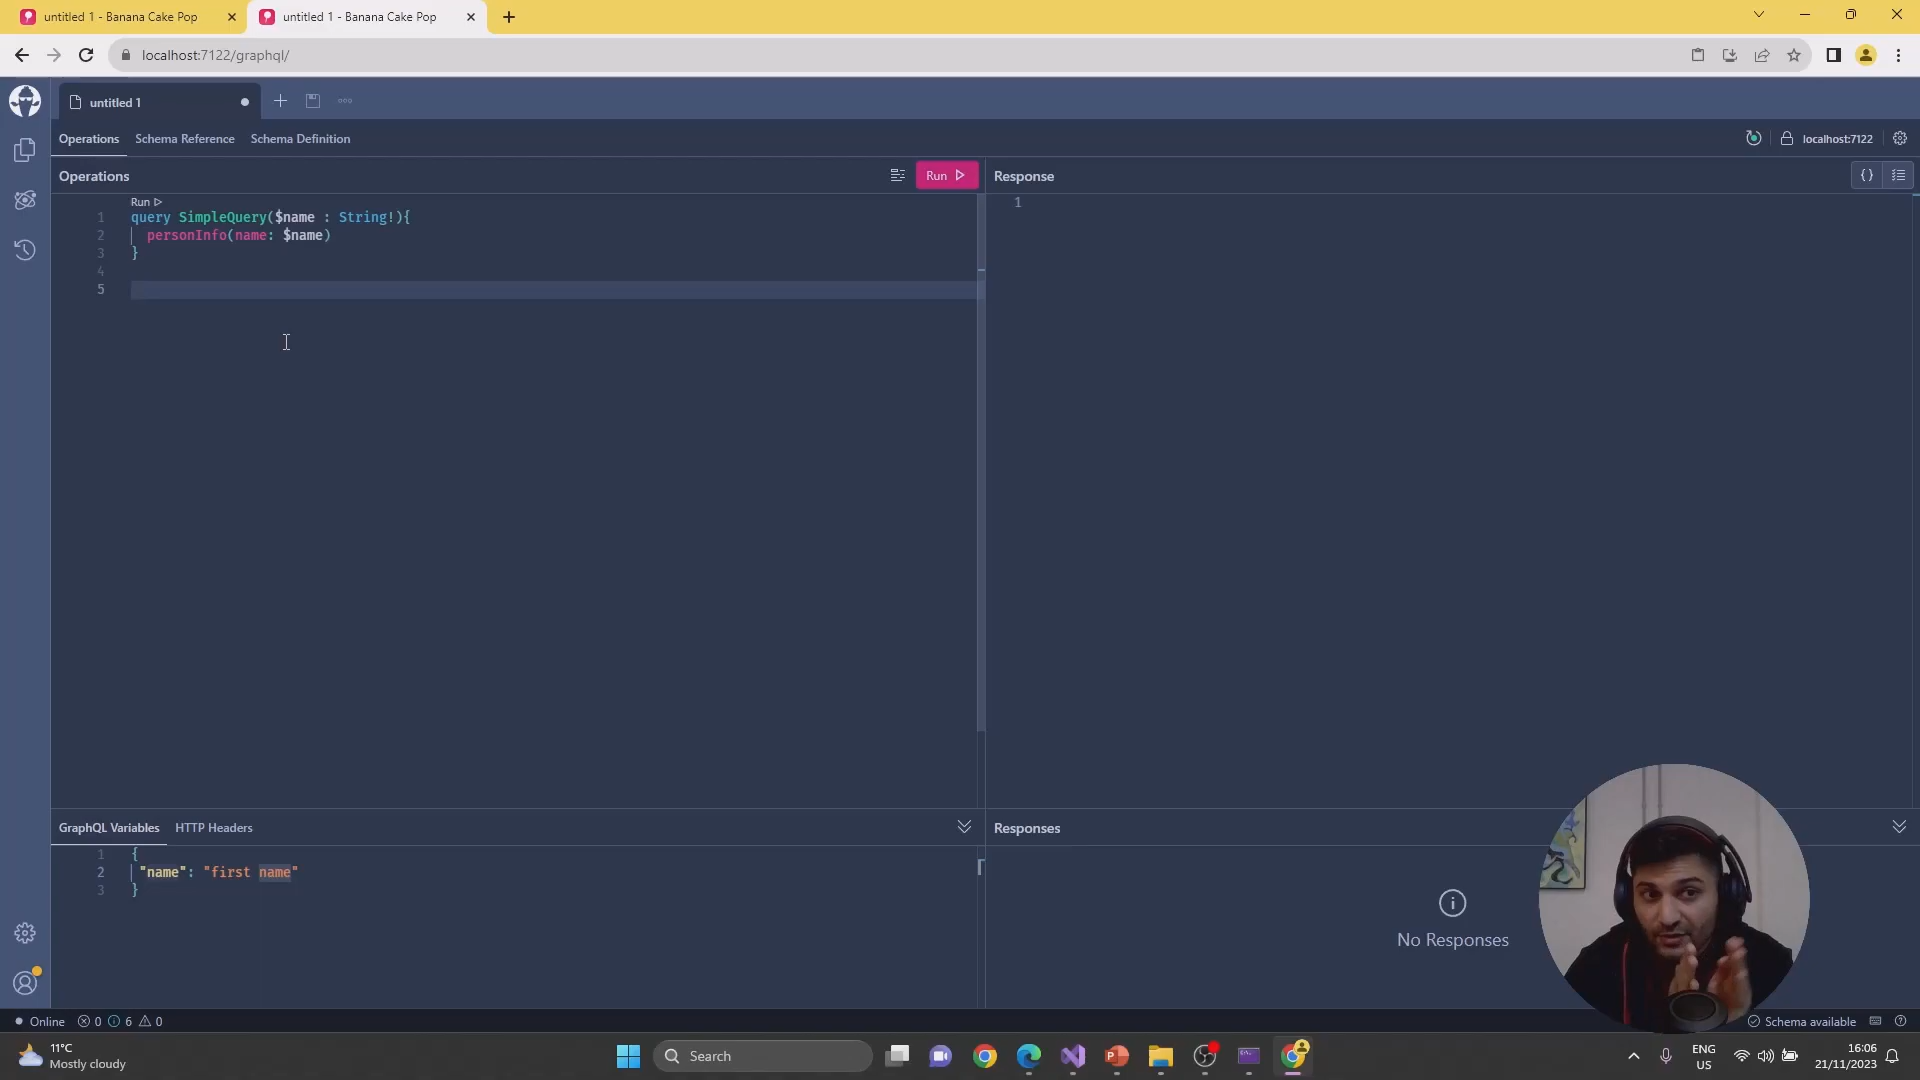 untitled 1 - Banana Cake Pop
untitled 1 - Banana Cake Pop
localhost:7122/graphql/
untitled 1
Operations Schema Reference Schema Definition
localhost:7122
Operations
Run
Response
Run
1 query SimpleQuery($name : String!){
2 personInfo(name: $name)
3 }
4
5
1
GraphQL Variables HTTP Headers
1 {
2 "name": "first name"
3 }
Responses
No Responses
Online 0 6 0
Schema available
11°C
Mostly cloudy
Search
ENG
US
16:06
21/11/2023